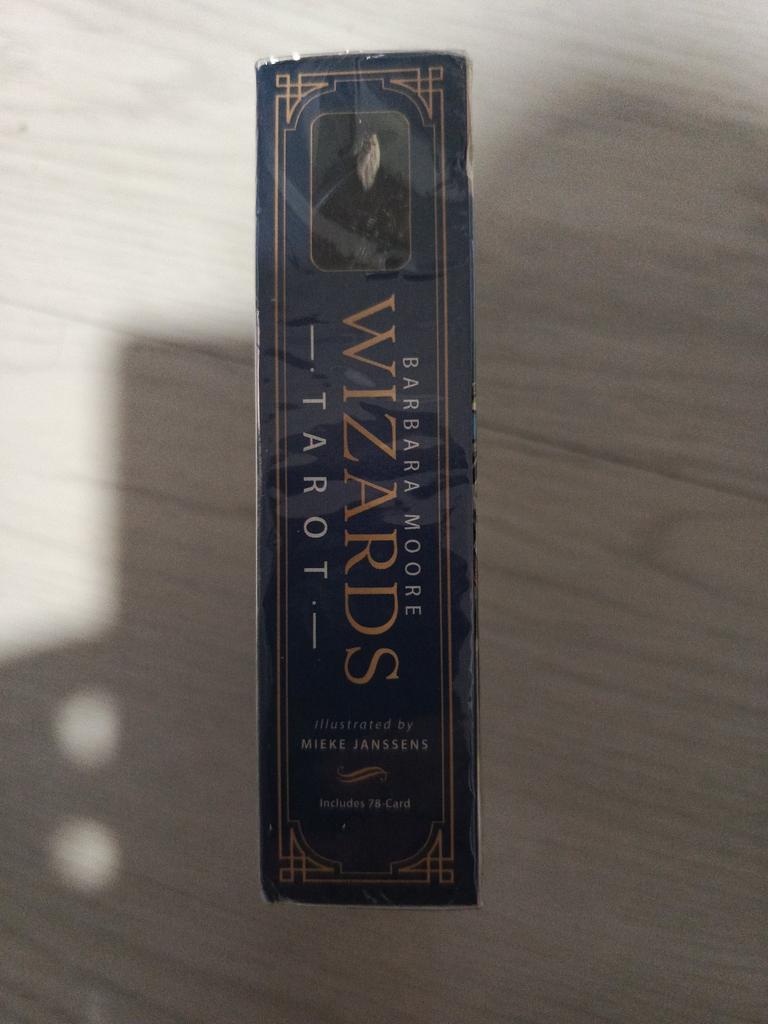 BARBARA MOORE
WIZARDS
—·TAROT·—
Illustrated by
MIEKE JANSSENS
Includes 78-Card